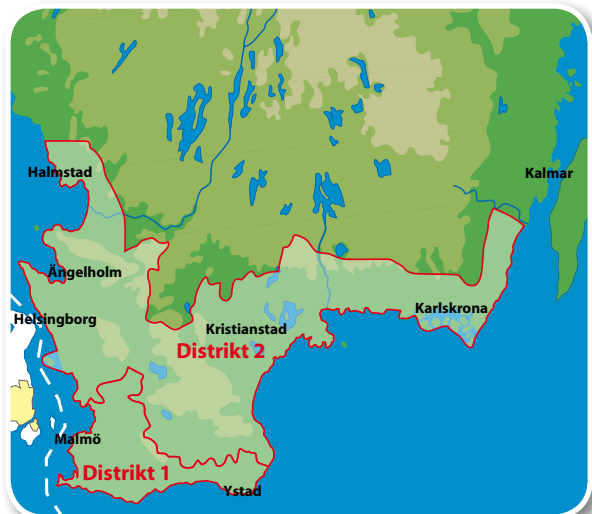 Halmstad
Kalmar
Ängelholm
Karlskrona
Helsingborg
Kristianstad
Distrikt 2
Malmö
Distrikt 1
Ystad